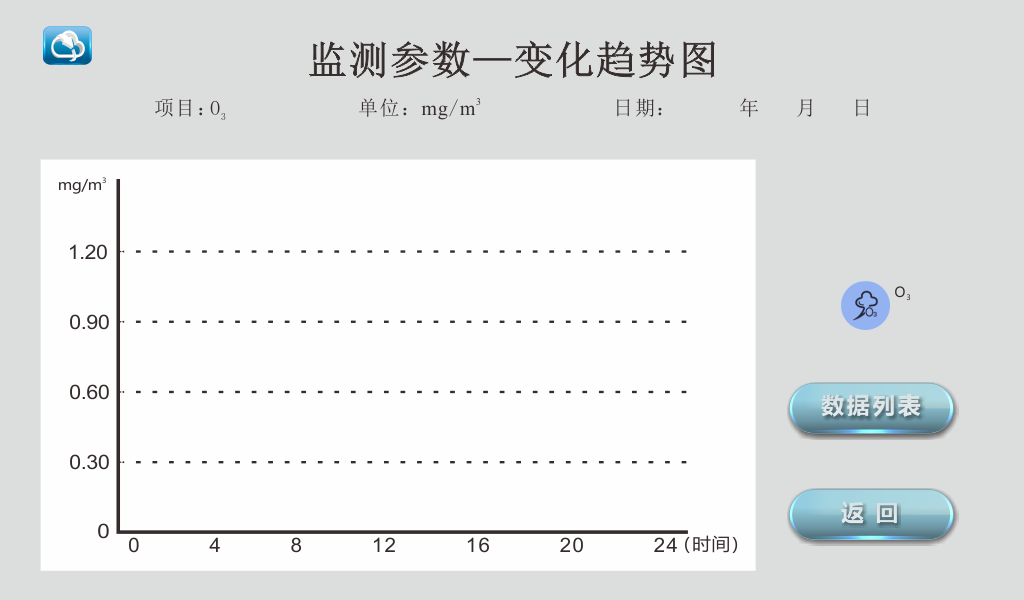 监测参数—变化趋势图
项目：O₃ 单位：mg/m³ 日期： 年 月 日
mg/m³
1.20
0.90
0.60
0.30
0
0 4 8 12 16 20 24（时间）
O₃
O₃
数据列表
返回